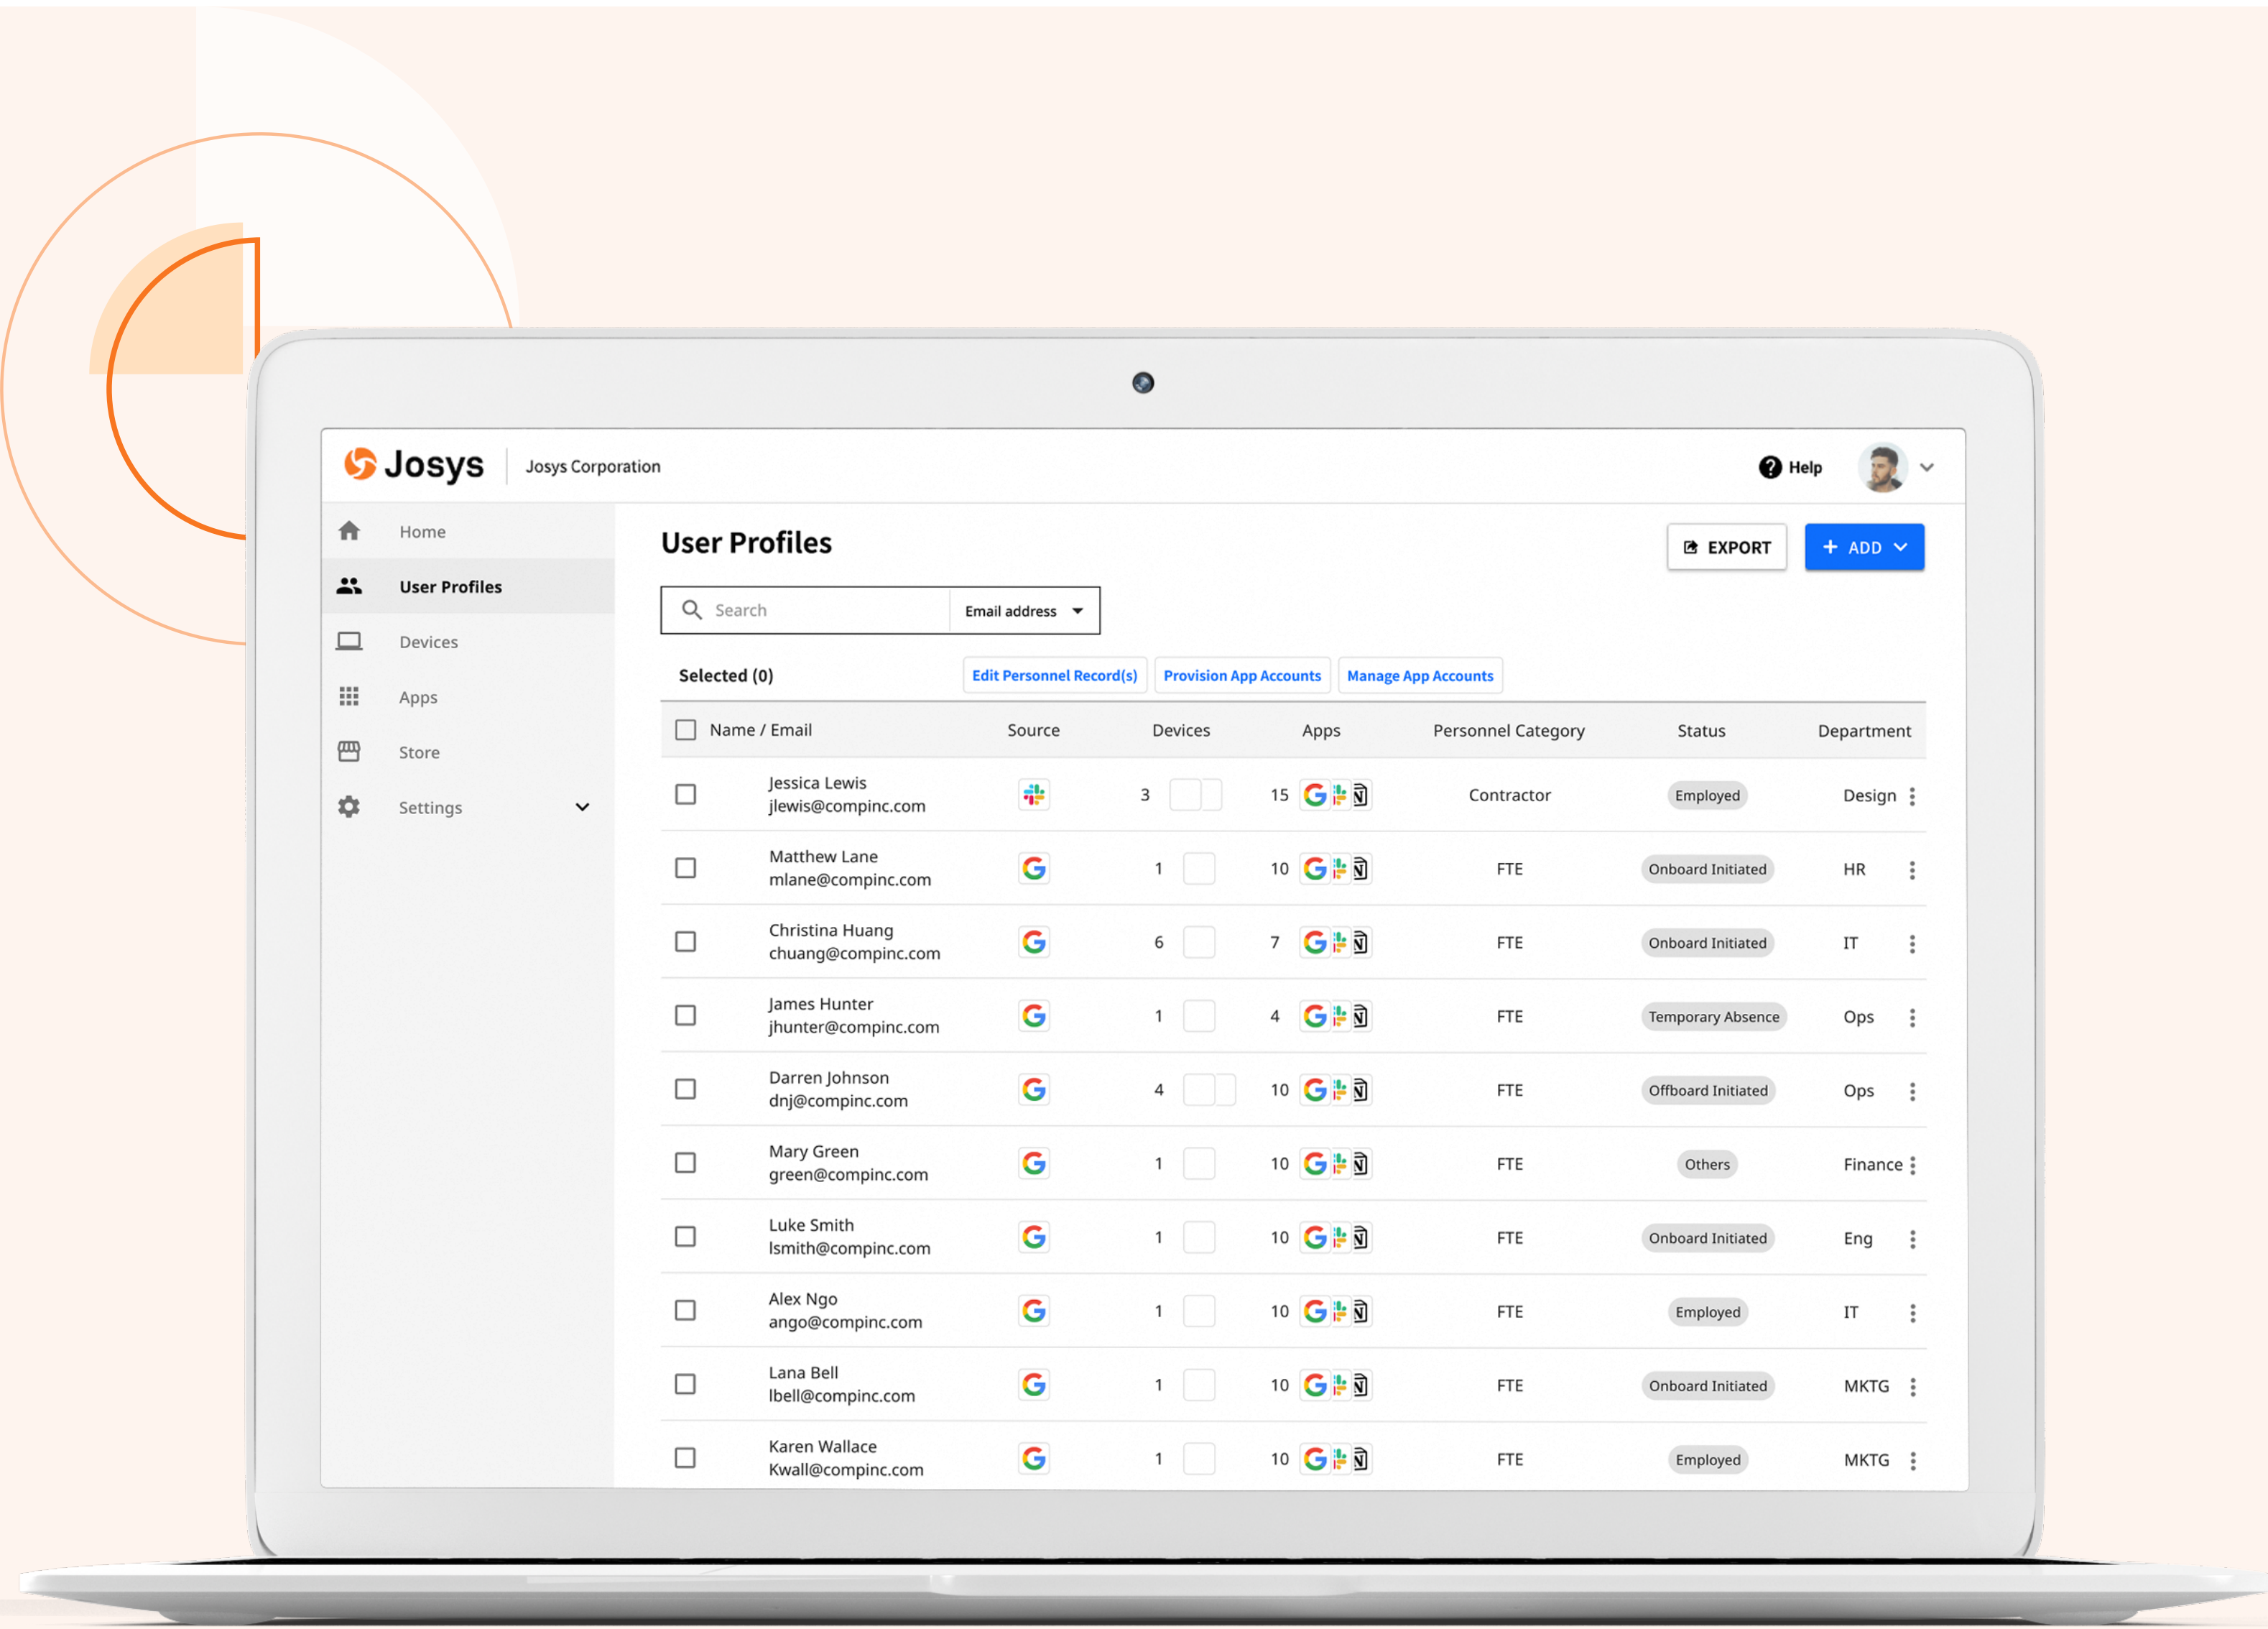 Josys
Josys Corporation
Help
Home
User Profiles
Devices
Apps
Store
Settings
User Profiles
EXPORT
+ ADD
Search
Email address
Selected (0)
Edit Personnel Record(s)
Provision App Accounts
Manage App Accounts
Name / Email Source Devices Apps Personnel Category Status Department
Jessica Lewis
jlewis@compinc.com
3 15 Contractor Employed Design
Matthew Lane
mlane@compinc.com
1 10 FTE Onboard Initiated HR
Christina Huang
chuang@compinc.com
6 7 FTE Onboard Initiated IT
James Hunter
jhunter@compinc.com
1 4 FTE Temporary Absence Ops
Darren Johnson
dnj@compinc.com
4 10 FTE Offboard Initiated Ops
Mary Green
green@compinc.com
1 10 FTE Others Finance
Luke Smith
lsmith@compinc.com
1 10 FTE Onboard Initiated Eng
Alex Ngo
ango@compinc.com
1 10 FTE Employed IT
Lana Bell
lbell@compinc.com
1 10 FTE Onboard Initiated MKTG
Karen Wallace
Kwall@compinc.com
1 10 FTE Employed MKTG